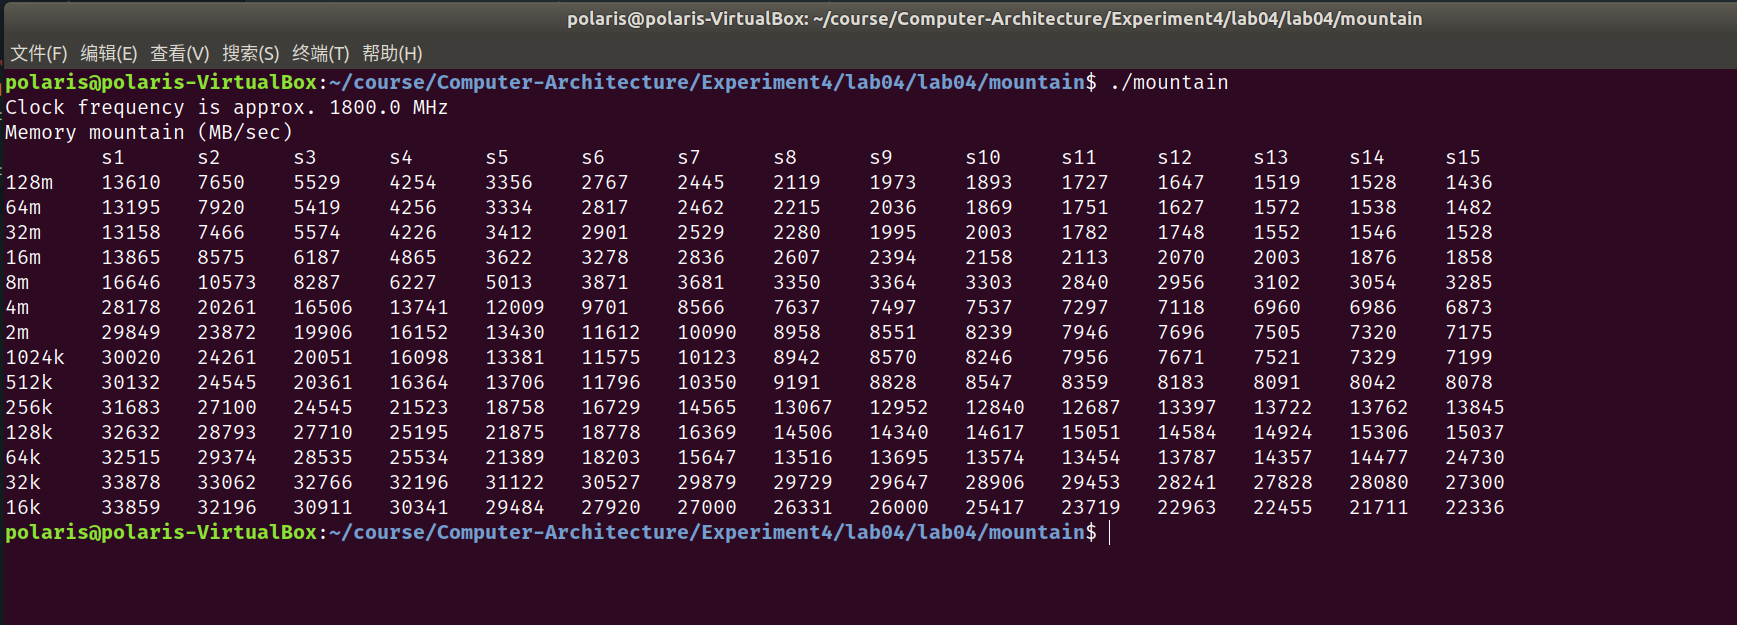 polaris@polaris-VirtualBox: ~/course/Computer-Architecture/Experiment4/lab04/lab04/mountain
文件(F) 编辑(E) 查看(V) 搜索(S) 终端(T) 帮助(H)
polaris@polaris-VirtualBox:~/course/Computer-Architecture/Experiment4/lab04/lab04/mountain$ ./mountain
Clock frequency is approx. 1800.0 MHz
Memory mountain (MB/sec)
s1 s2 s3 s4 s5 s6 s7 s8 s9 s10 s11 s12 s13 s14 s15
128m 13610 7650 5529 4254 3356 2767 2445 2119 1973 1893 1727 1647 1519 1528 1436
64m 13195 7920 5419 4256 3334 2817 2462 2215 2036 1869 1751 1627 1572 1538 1482
32m 13158 7466 5574 4226 3412 2901 2529 2280 1995 2003 1782 1748 1552 1546 1528
16m 13865 8575 6187 4865 3622 3278 2836 2607 2394 2158 2113 2070 2003 1876 1858
8m 16646 10573 8287 6227 5013 3871 3681 3350 3364 3303 2840 2956 3102 3054 3285
4m 28178 20261 16506 13741 12009 9701 8566 7637 7497 7537 7297 7118 6960 6986 6873
2m 29849 23872 19906 16152 13430 11612 10090 8958 8551 8239 7946 7696 7505 7320 7175
1024k 30020 24261 20051 16098 13381 11575 10123 8942 8570 8246 7956 7671 7521 7329 7199
512k 30132 24545 20361 16364 13706 11796 10350 9191 8828 8547 8359 8183 8091 8042 8078
256k 31683 27100 24545 21523 18758 16729 14565 13067 12952 12840 12687 13397 13722 13762 13845
128k 32632 28793 27710 25195 21875 18778 16369 14506 14340 14617 15051 14584 14924 15306 15037
64k 32515 29374 28535 25534 21389 18203 15647 13516 13695 13574 13454 13787 14357 14477 24730
32k 33878 33062 32766 32196 31122 30527 29879 29729 29647 28906 29453 28241 27828 28080 27300
16k 33859 32196 30911 30341 29484 27920 27000 26331 26000 25417 23719 22963 22455 21711 22336
polaris@polaris-VirtualBox:~/course/Computer-Architecture/Experiment4/lab04/lab04/mountain$